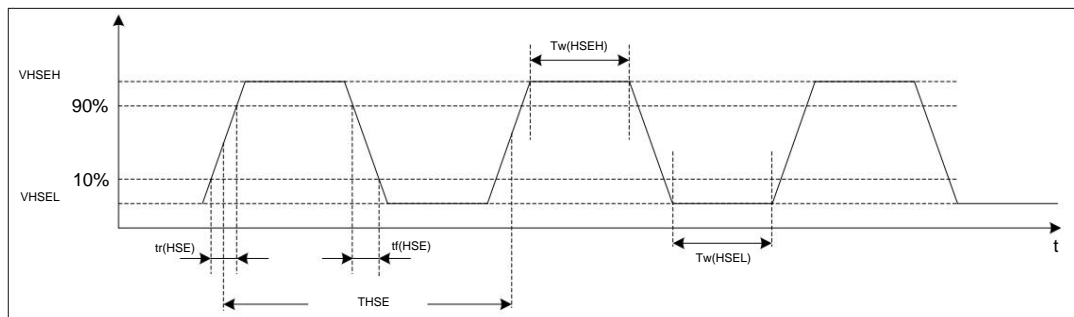 Tw(HSEH)
VHSEH
90%
10%
VHSEL
t
tr(HSE)
tf(HSE)
Tw(HSEL)
THSE